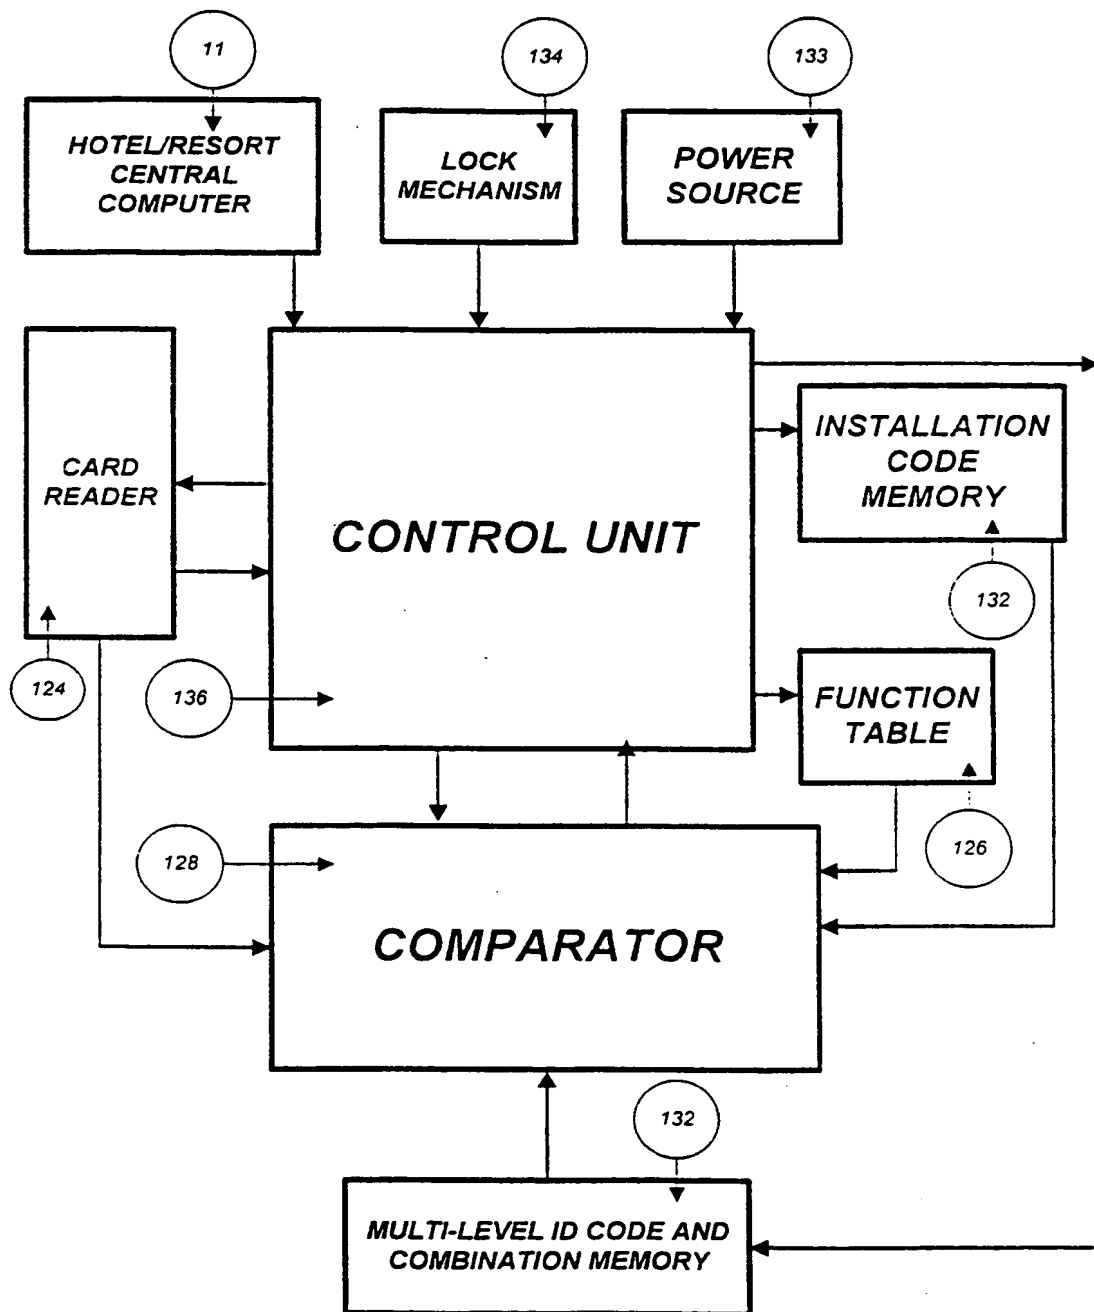 11
134
133
HOTEL/RESORT
CENTRAL
COMPUTER
LOCK
MECHANISM
POWER
SOURCE
CARD
READER
CONTROL UNIT
INSTALLATION
CODE
MEMORY
132
124
136
FUNCTION
TABLE
128
126
COMPARATOR
132
MULTI-LEVEL ID CODE AND
COMBINATION MEMORY